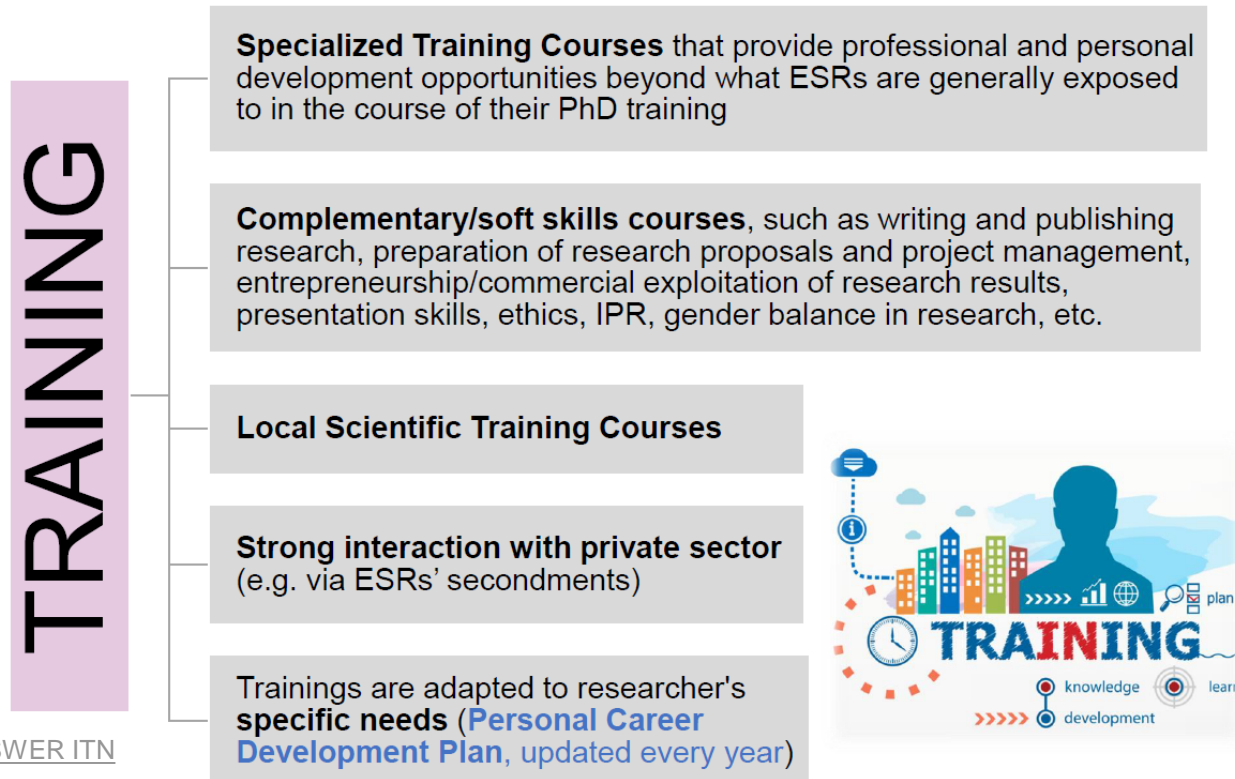 TRAINING
Specialized Training Courses that provide professional and personal
development opportunities beyond what ESRs are generally exposed
to in the course of their PhD training
Complementary/soft skills courses, such as writing and publishing
research, preparation of research proposals and project management,
entrepreneurship/commercial exploitation of research results,
presentation skills, ethics, IPR, gender balance in research, etc.
Local Scientific Training Courses
Strong interaction with private sector
(e.g. via ESRs’ secondments)
Trainings are adapted to researcher's
specific needs (Personal Career
Development Plan, updated every year)
plan
TRAINING
knowledge
learn
development
SWER ITN